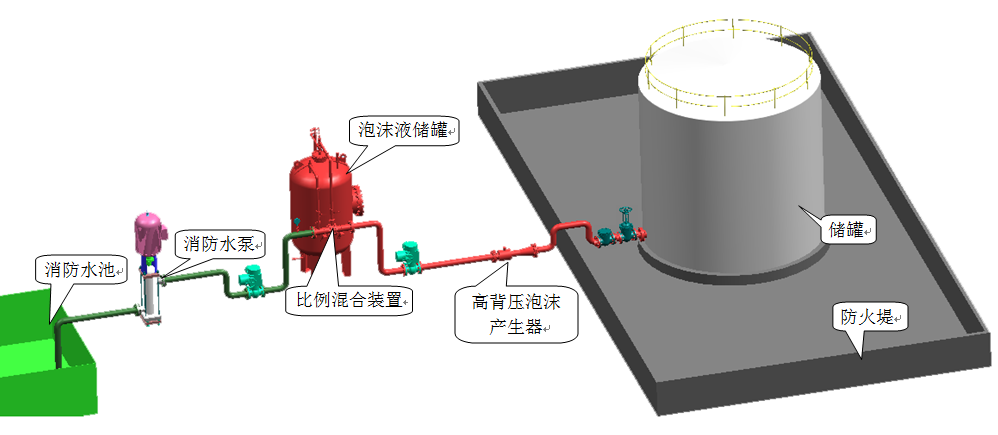 泡沫液储罐
消防水泵
消防水池
储罐
比例混合装置
高背压泡沫
产生器
防火堤